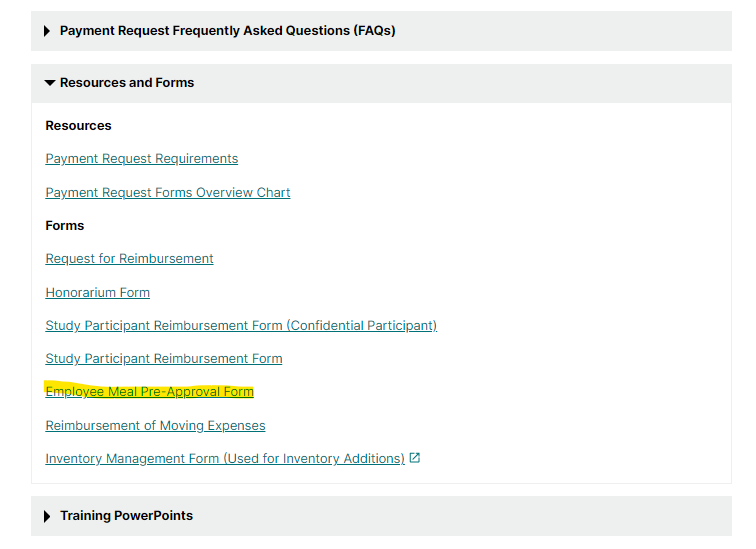 Payment Request Frequently Asked Questions (FAQs)
Resources and Forms
Resources
Payment Request Requirements
Payment Request Forms Overview Chart
Forms
Request for Reimbursement
Honorarium Form
Study Participant Reimbursement Form (Confidential Participant)
Study Participant Reimbursement Form
Employee Meal Pre-Approval Form
Reimbursement of Moving Expenses
Inventory Management Form (Used for Inventory Additions)
Training PowerPoints